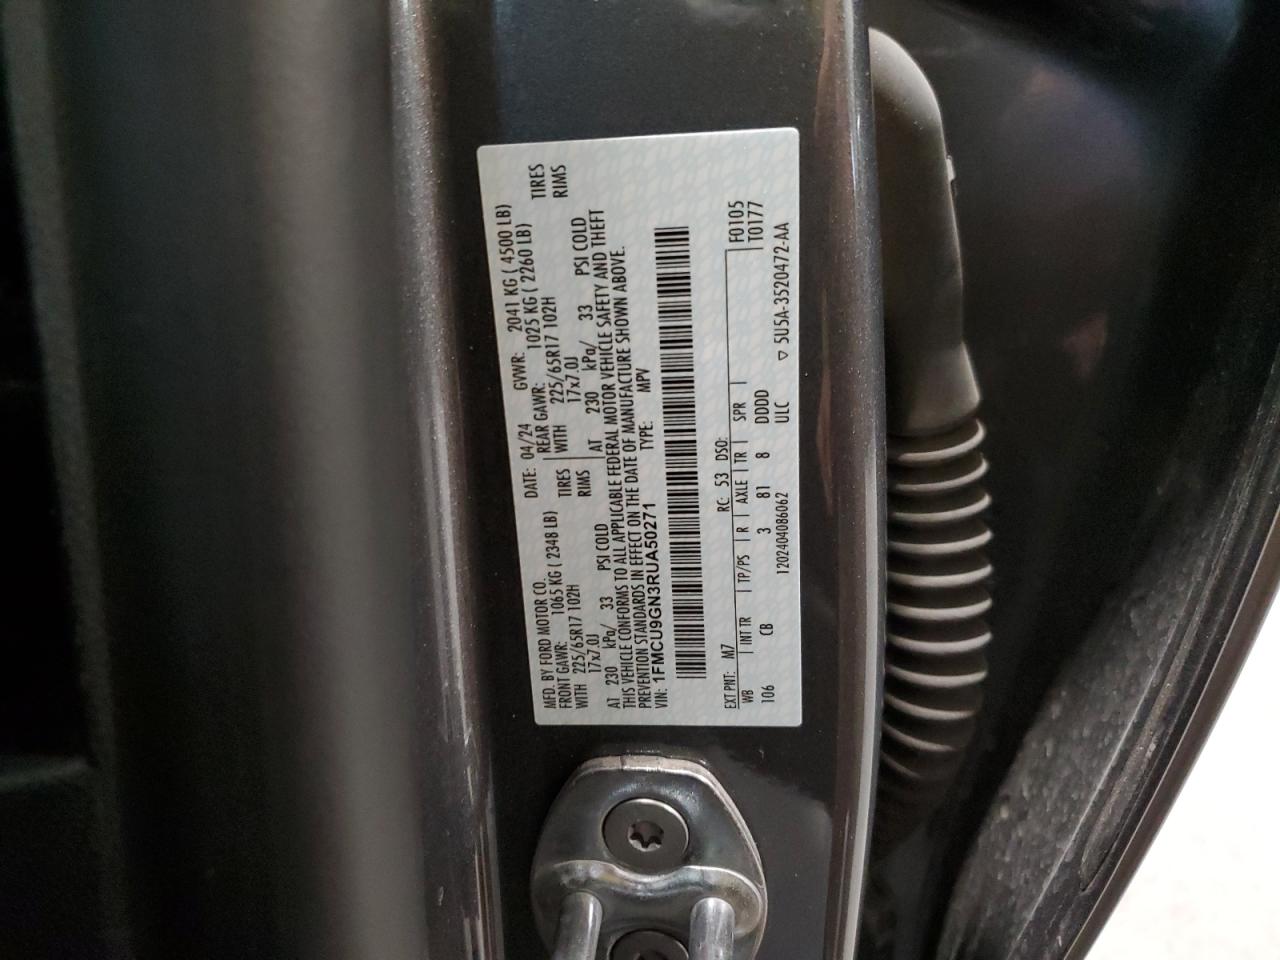 MFD. BY FORD MOTOR CO. DATE: 04/24 GVWR: 2041 KG ( 4500 LB)
FRONT GAWR: 1065 KG ( 2348 LB) REAR GAWR: 1025 KG ( 2260 LB)
WITH 225/65R17 102H TIRES WITH 225/65R17 102H TIRES
17x7.0J RIMS 17x7.0J RIMS
AT 230 kPa/ 33 PSI COLD AT 230 kPa/ 33 PSI COLD
THIS VEHICLE CONFORMS TO ALL APPLICABLE FEDERAL MOTOR VEHICLE SAFETY AND THEFT
PREVENTION STANDARDS IN EFFECT ON THE DATE OF MANUFACTURE SHOWN ABOVE.
VIN: 1FMCU9GN3RUA50271 TYPE: MPV
EXT PNT: M7 RC: 53 DSO: F0105
WB INT TR TP/PS R AXLE TR SPR T0177
106 CB 3 81 8 DDDD
120240408​6062 ULC ▽ 5U5A-3520472-AA